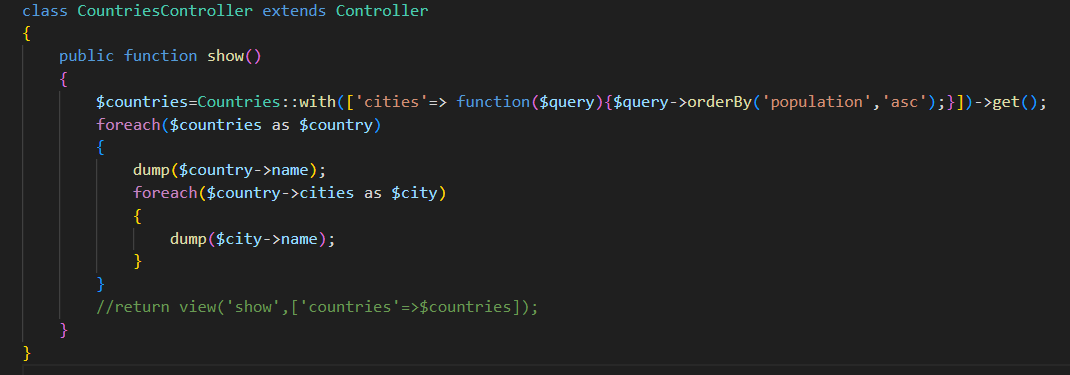 class CountriesController extends Controller
{
    public function show()
    {
        $countries=Countries::with(['cities'=> function($query){$query->orderBy('population','asc');}])->get();
        foreach($countries as $country)
        {
            dump($country->name);
            foreach($country->cities as $city)
            {
                dump($city->name);
            }
        }
        //return view('show',['countries'=>$countries]);
    }
}